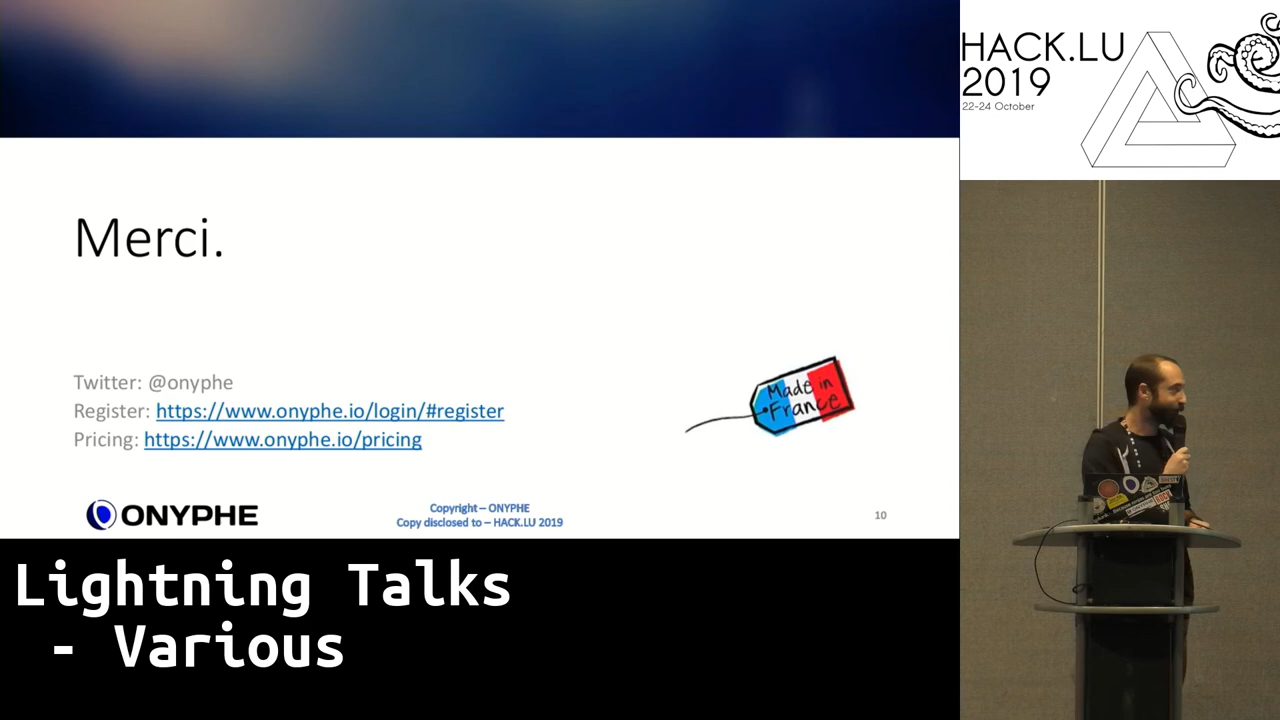 HACK.LU
2019
22-24 October
Merci.
Made in
France
Twitter: @onyphe
Register: https://www.onyphe.io/login/#register
Pricing: https://www.onyphe.io/pricing
ONYPHE
Copyright – ONYPHE
Copy disclosed to – HACK.LU 2019
10
Lightning Talks
- Various